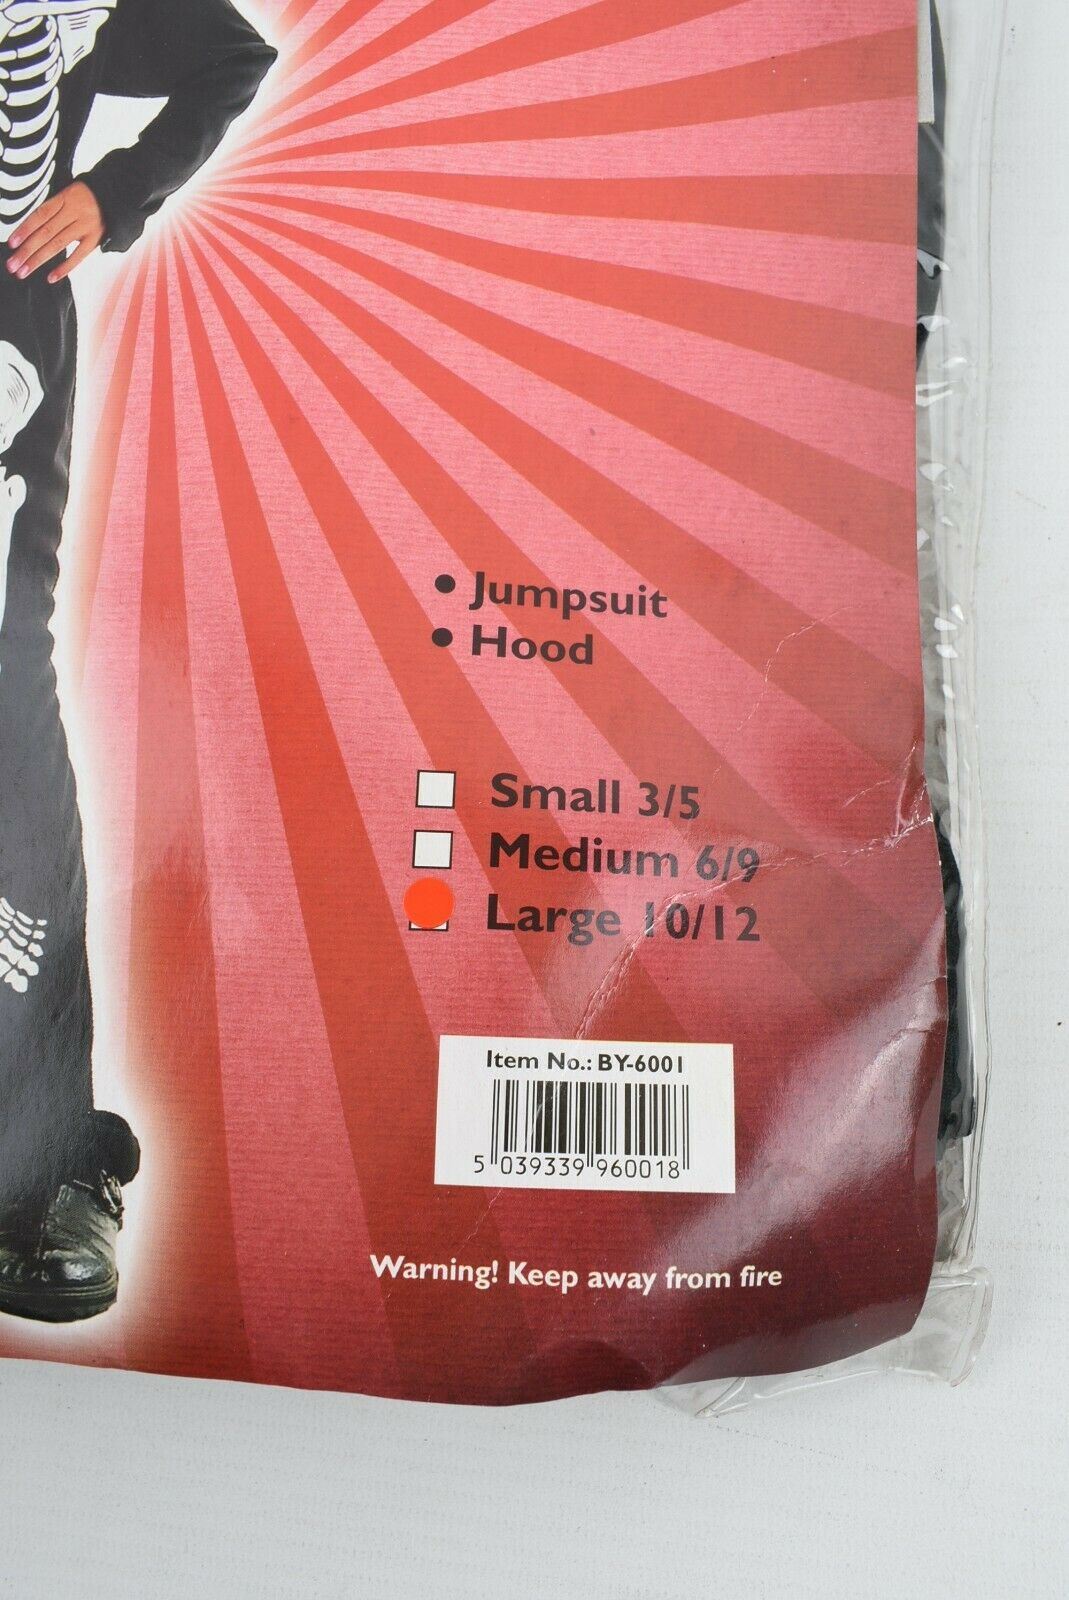 • Jumpsuit
• Hood
Small 3/5
Medium 6/9
Large 10/12
Item No.: BY-6001
5 039339 960018
Warning! Keep away from fire